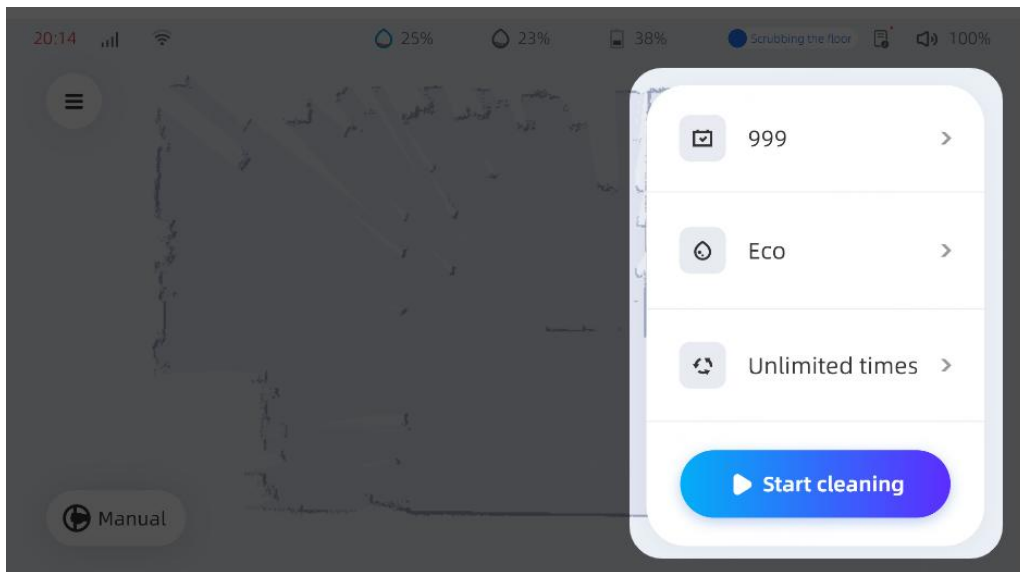 20:14
25%
23%
38%
Scrubbing the floor
100%
999
Eco
Unlimited times
Start cleaning
Manual